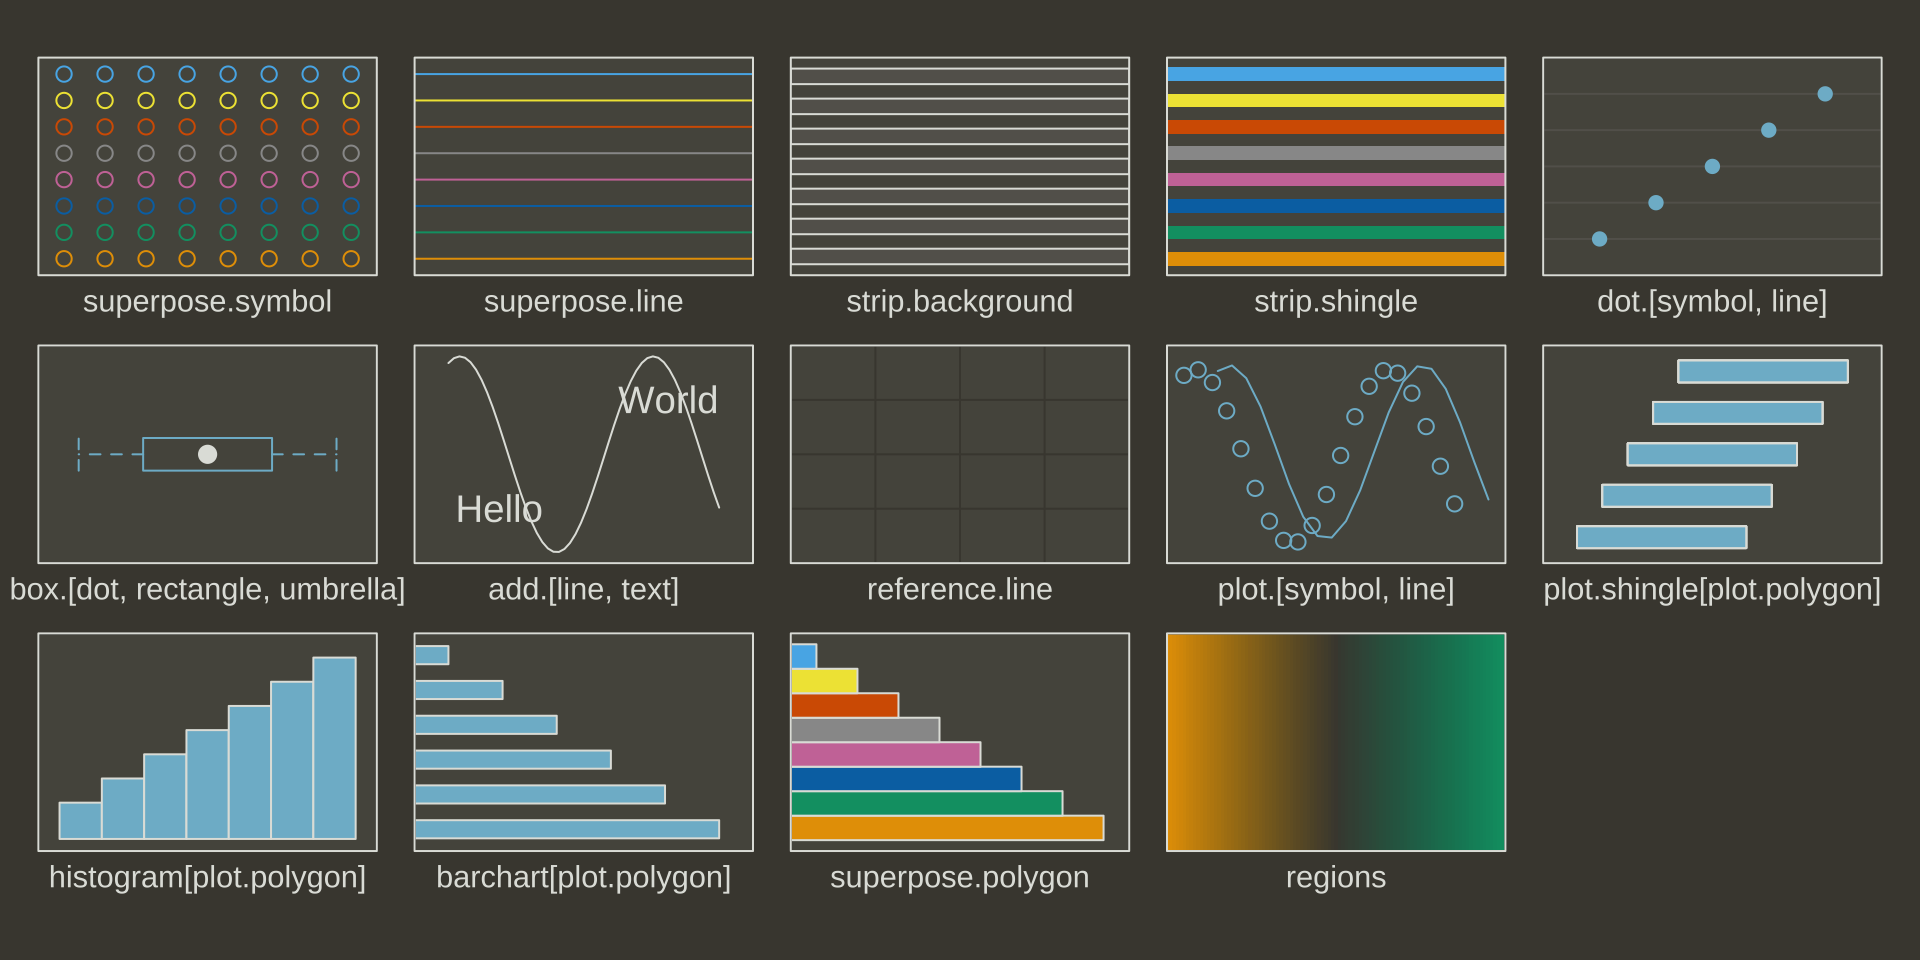 superpose.symbol
superpose.line
strip.background
strip.shingle
dot.[symbol, line]
World
Hello
box.[dot, rectangle, umbrella]
add.[line, text]
reference.line
plot.[symbol, line]
plot.shingle[plot.polygon]
histogram[plot.polygon]
barchart[plot.polygon]
superpose.polygon
regions